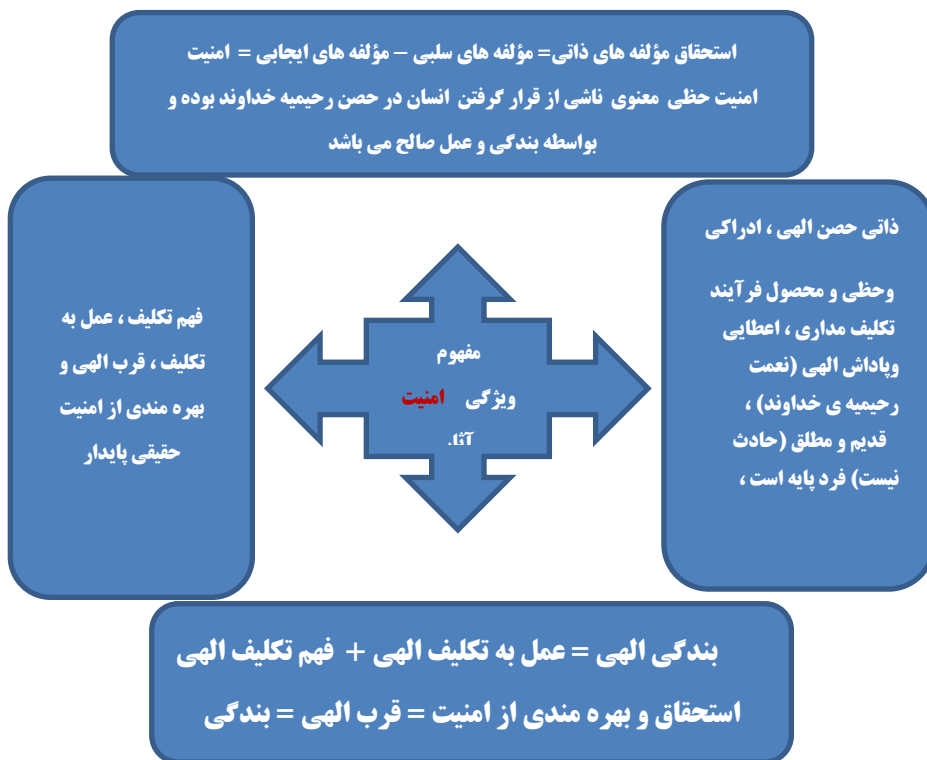 استحقاق مؤلفه های ذاتی= مؤلفه های سلبی – مؤلفه های ایجابی = امنیت
امنیت حظی معنوی ناشی از قرار گرفتن انسان در حصن رحیمیه خداوند بوده و
بواسطه بندگی و عمل صالح می باشد
ذاتی حصن الهی ، ادراکی
وحظی و محصول فرآیند
تکلیف مداری ، اعطایی
وپاداش الهی (نعمت
رحیمیه ی خداوند) ،
قدیم و مطلق (حادث
نیست) فرد پایه است ،
مفهوم
ویژگی امنیت
آثار
فهم تکلیف ، عمل به
تکلیف ، قرب الهی و
بهره مندی از امنیت
حقیقی پایدار
بندگی الهی = عمل به تکلیف الهی + فهم تکلیف الهی
استحقاق و بهره مندی از امنیت = قرب الهی = بندگی